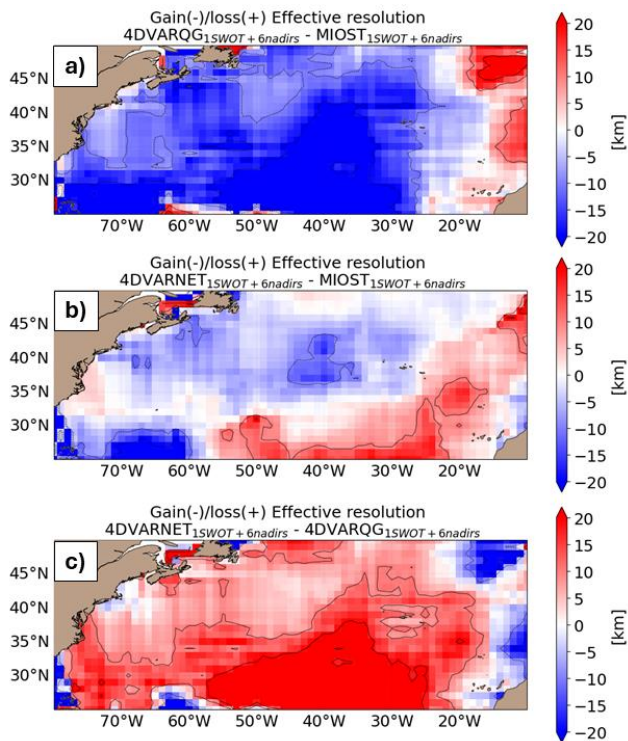 Gain(-)/loss(+) Effective resolution
4DVARQG1SWOT+6nadirs - MIOST1SWOT+6nadirs
a)
45°N
40°N
35°N
30°N
70°W 60°W 50°W 40°W 30°W 20°W
20
15
10
5
0
−5
−10
−15
−20
[km]
Gain(-)/loss(+) Effective resolution
4DVARNET1SWOT+6nadirs - MIOST1SWOT+6nadirs
b)
45°N
40°N
35°N
30°N
70°W 60°W 50°W 40°W 30°W 20°W
20
15
10
5
0
−5
−10
−15
−20
[km]
Gain(-)/loss(+) Effective resolution
4DVARNET1SWOT+6nadirs - 4DVARQG1SWOT+6nadirs
c)
45°N
40°N
35°N
30°N
70°W 60°W 50°W 40°W 30°W 20°W
20
15
10
5
0
−5
−10
−15
−20
[km]